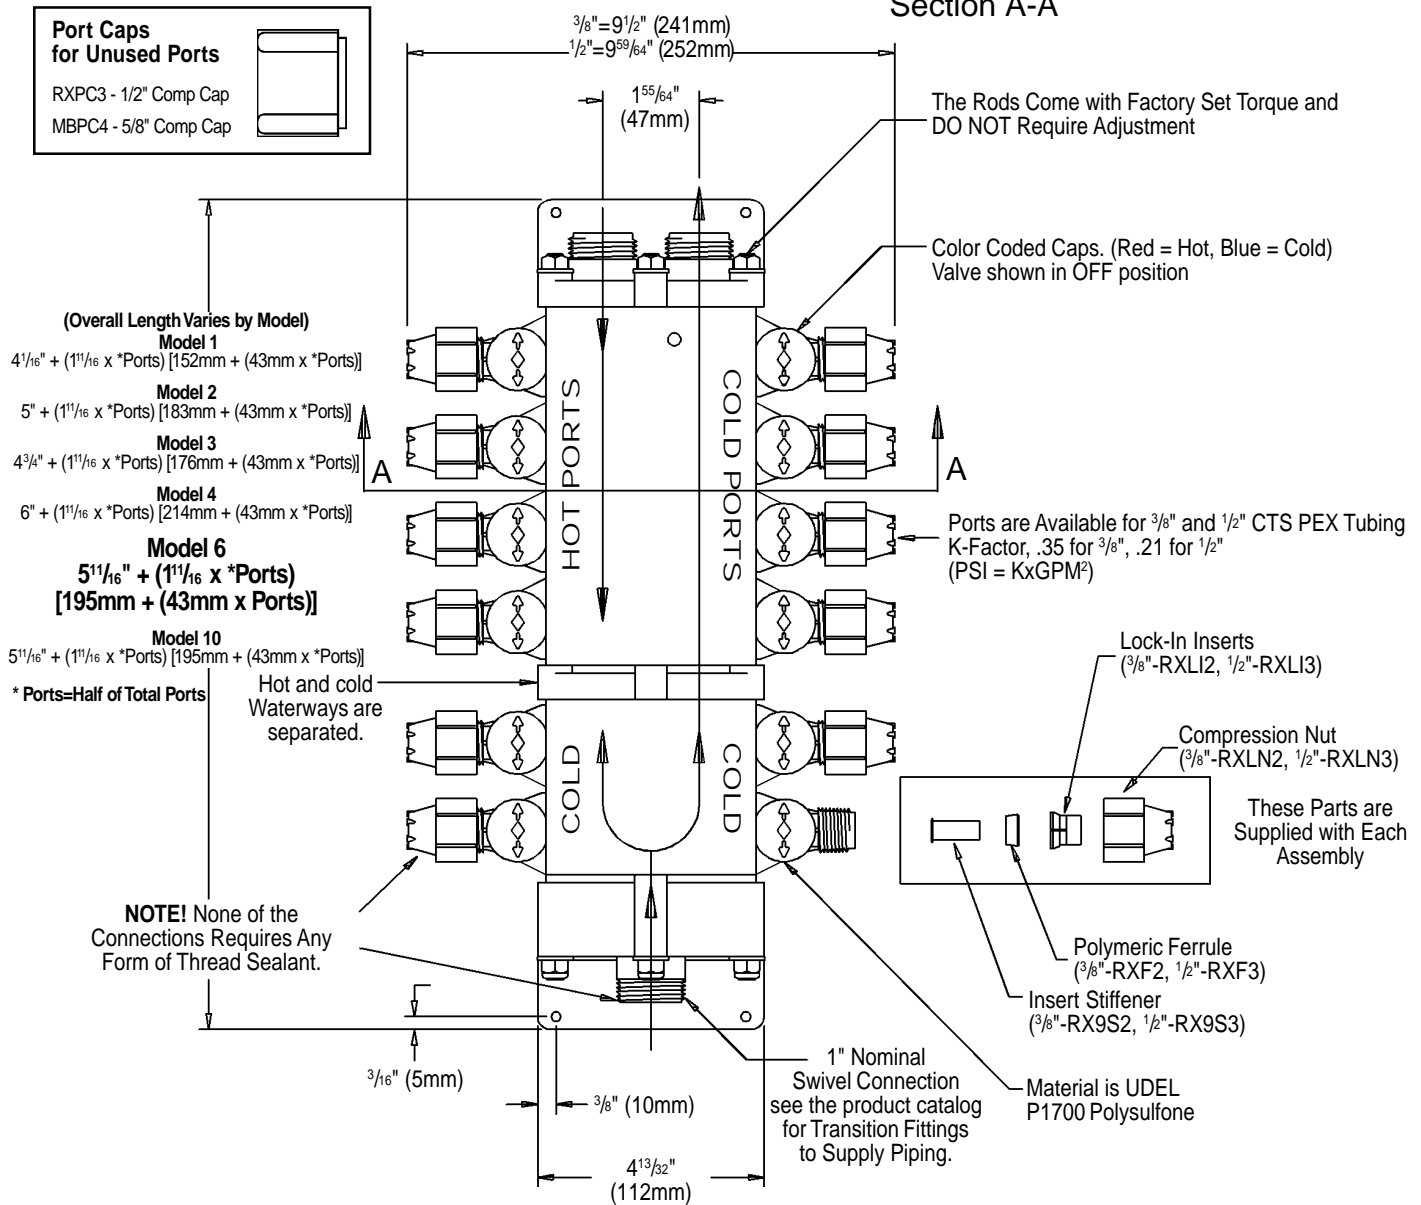 Section A-A
Port Caps
for Unused Ports
RXPC3 - 1/2" Comp Cap
MBPC4 - 5/8" Comp Cap
3/8"=9 1/2" (241mm)
1/2"=9 59/64" (252mm)
1 55/64"
(47mm)
The Rods Come with Factory Set Torque and
DO NOT Require Adjustment
Color Coded Caps. (Red = Hot, Blue = Cold)
Valve shown in OFF position
(Overall Length Varies by Model)
Model 1
4 1/16" + (1 11/16 x *Ports) [152mm + (43mm x *Ports)]
Model 2
5" + (1 11/16 x *Ports) [183mm + (43mm x *Ports)]
Model 3
4 3/4" + (1 11/16 x *Ports) [176mm + (43mm x *Ports)]
Model 4
6" + (1 11/16 x *Ports) [214mm + (43mm x *Ports)]
Model 6
5 11/16" + (1 11/16 x *Ports)
[195mm + (43mm x Ports)]
Model 10
5 11/16" + (1 11/16 x *Ports) [195mm + (43mm x *Ports)]
* Ports=Half of Total Ports
HOT PORTS
COLD PORTS
A
A
Ports are Available for 3/8" and 1/2" CTS PEX Tubing
K-Factor, .35 for 3/8", .21 for 1/2"
(PSI = KxGPM²)
Hot and cold
Waterways are
separated.
COLD
COLD
Lock-In Inserts
(3/8"-RXLI2, 1/2"-RXLI3)
Compression Nut
(3/8"-RXLN2, 1/2"-RXLN3)
These Parts are
Supplied with Each
Assembly
Polymeric Ferrule
(3/8"-RXF2, 1/2"-RXF3)
Insert Stiffener
(3/8"-RX9S2, 1/2"-RX9S3)
NOTE! None of the
Connections Requires Any
Form of Thread Sealant.
3/16" (5mm)
3/8" (10mm)
1" Nominal
Swivel Connection
see the product catalog
for Transition Fittings
to Supply Piping.
Material is UDEL
P1700 Polysulfone
4 13/32"
(112mm)